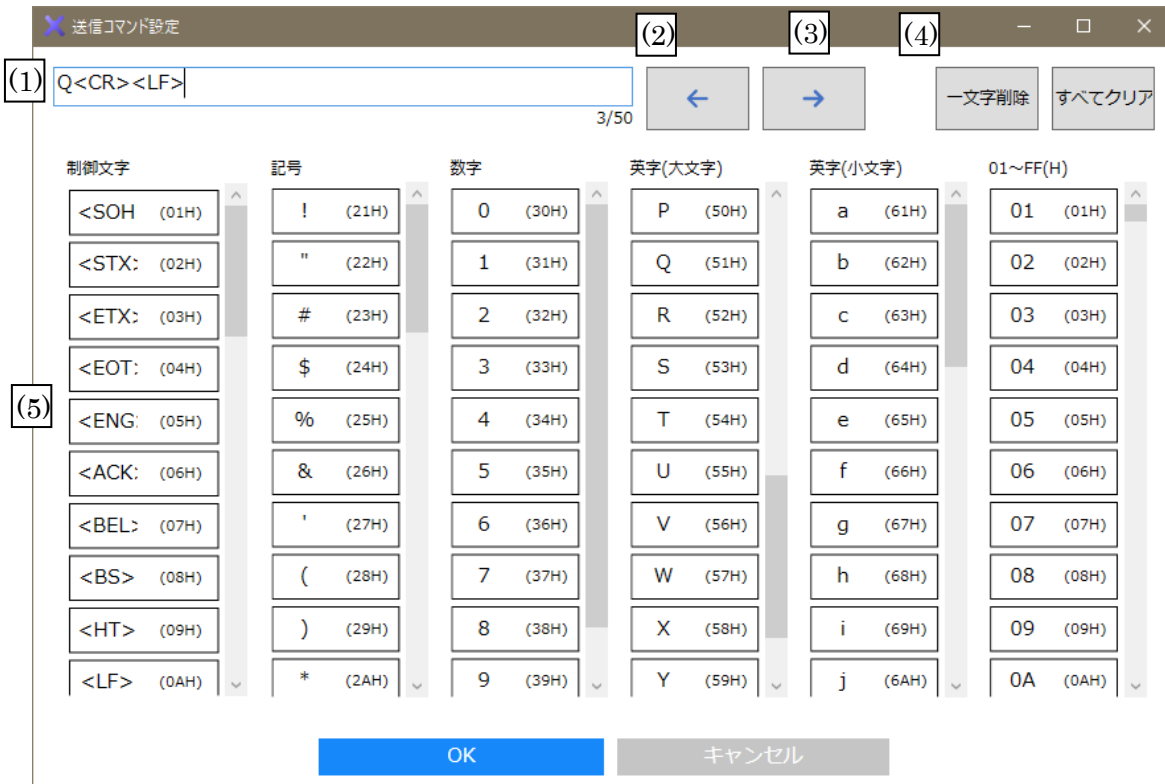 送信コマンド設定
(2) (3) (4)
(1) Q<CR><LF> ← → 一文字削除 すべてクリア
3/50
制御文字 記号 数字 英字(大文字) 英字(小文字) 01～FF(H)
<SOH (01H) ! (21H) 0 (30H) P (50H) a (61H) 01 (01H)
<STX: (02H) " (22H) 1 (31H) Q (51H) b (62H) 02 (02H)
<ETX: (03H) # (23H) 2 (32H) R (52H) c (63H) 03 (03H)
<EOT: (04H) $ (24H) 3 (33H) S (53H) d (64H) 04 (04H)
(5) <ENG: (05H) % (25H) 4 (34H) T (54H) e (65H) 05 (05H)
<ACK: (06H) & (26H) 5 (35H) U (55H) f (66H) 06 (06H)
<BEL> (07H) ' (27H) 6 (36H) V (56H) g (67H) 07 (07H)
<BS> (08H) ( (28H) 7 (37H) W (57H) h (68H) 08 (08H)
<HT> (09H) ) (29H) 8 (38H) X (58H) i (69H) 09 (09H)
<LF> (0AH) * (2AH) 9 (39H) Y (59H) j (6AH) 0A (0AH)
OK キャンセル